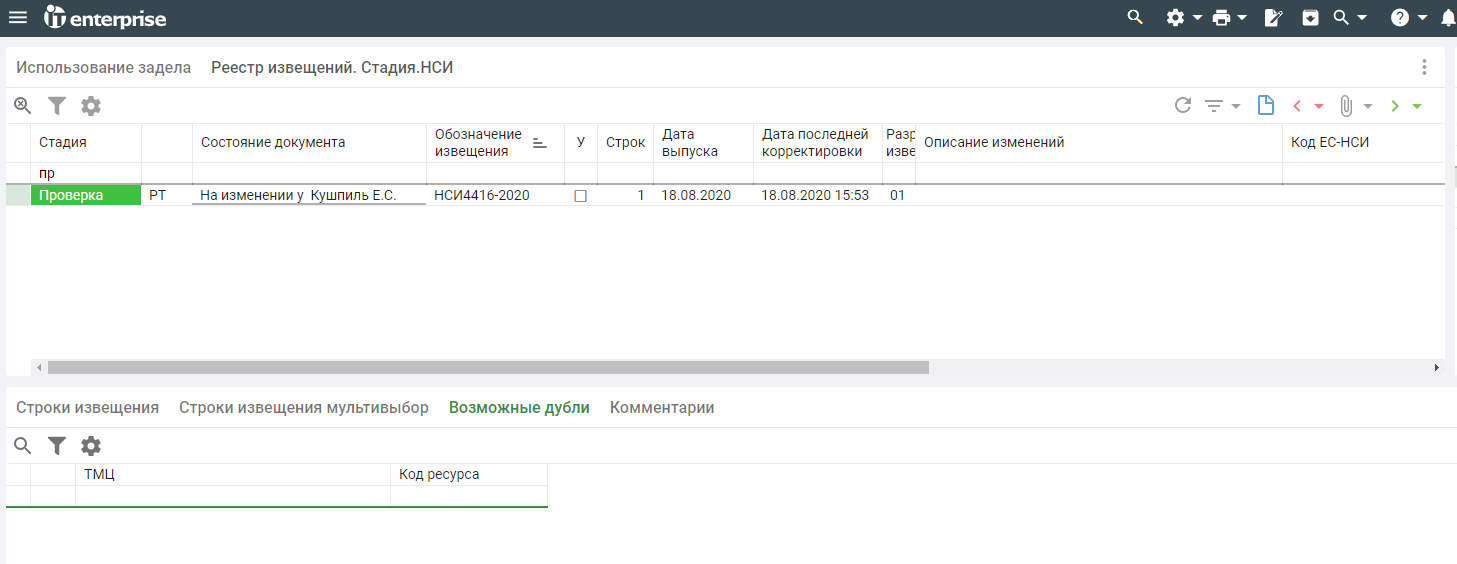 IT enterprise
Использование задела Реестр извещений. Стадия.НСИ
Стадия Состояние документа Обозначение извещения У Строк Дата выпуска Дата последней корректировки Разр изве Описание изменений Код ЕС-НСИ
пр
Проверка РТ На изменении у Кушпиль Е.С. НСИ4416-2020 1 18.08.2020 18.08.2020 15:53 01
Строки извещения Строки извещения мультивыбор Возможные дубли Комментарии
ТМЦ Код ресурса